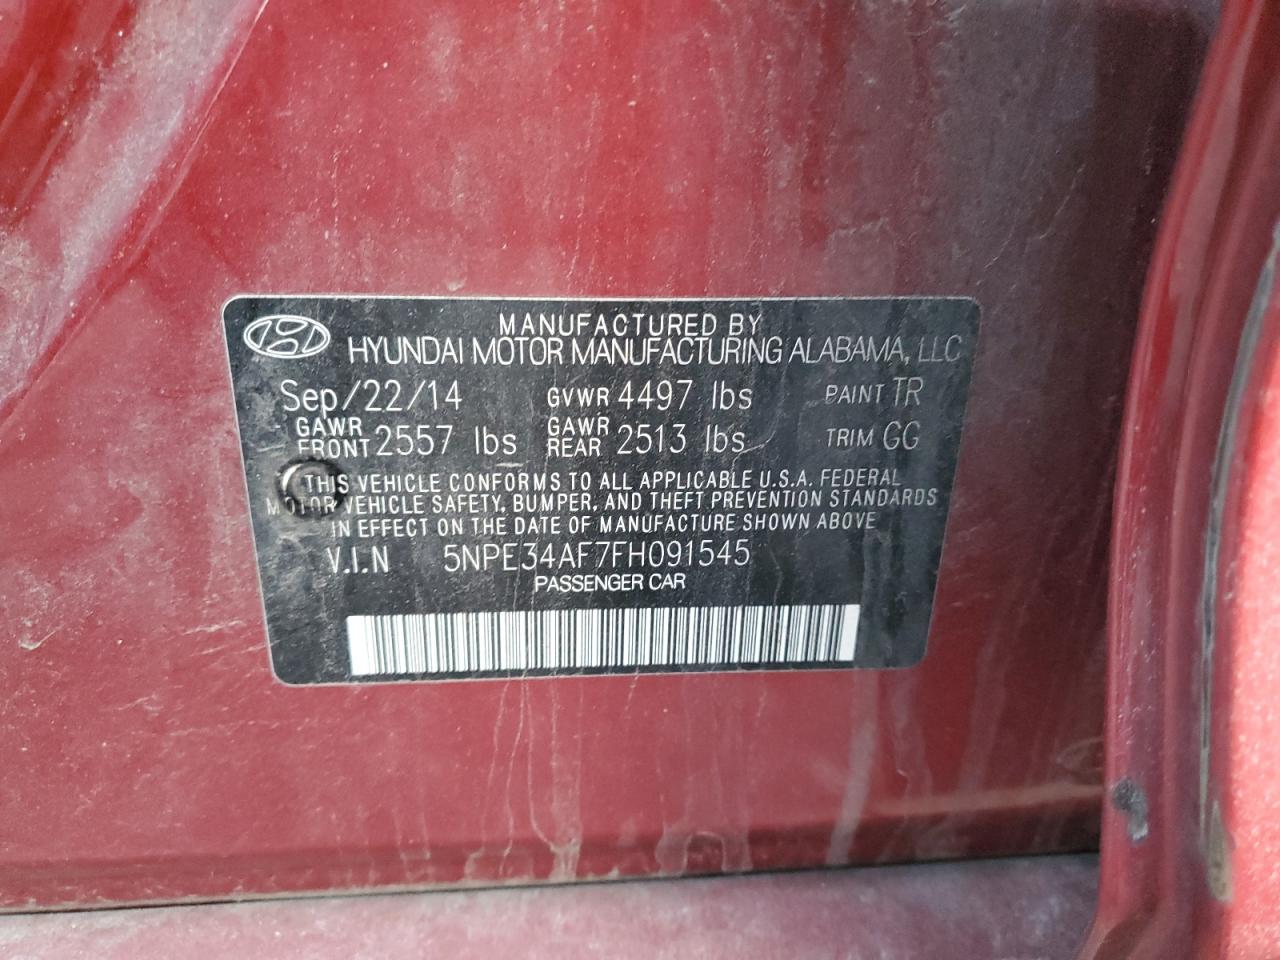 MANUFACTURED BY
HYUNDAI MOTOR MANUFACTURING ALABAMA, LLC
Sep/22/14 GVWR 4497 lbs PAINT TR
GAWR FRONT 2557 lbs GAWR REAR 2513 lbs TRIM GG
THIS VEHICLE CONFORMS TO ALL APPLICABLE U.S.A. FEDERAL
MOTOR VEHICLE SAFETY, BUMPER, AND THEFT PREVENTION STANDARDS
IN EFFECT ON THE DATE OF MANUFACTURE SHOWN ABOVE
V.I.N 5NPE34AF7FH091545
PASSENGER CAR